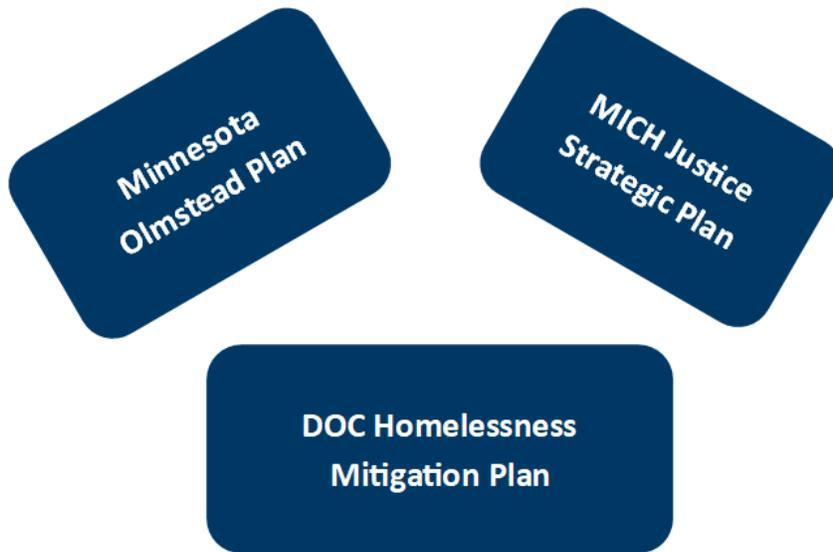 Minnesota
Olmstead Plan
MICH Justice
Strategic Plan
DOC Homelessness
Mitigation Plan